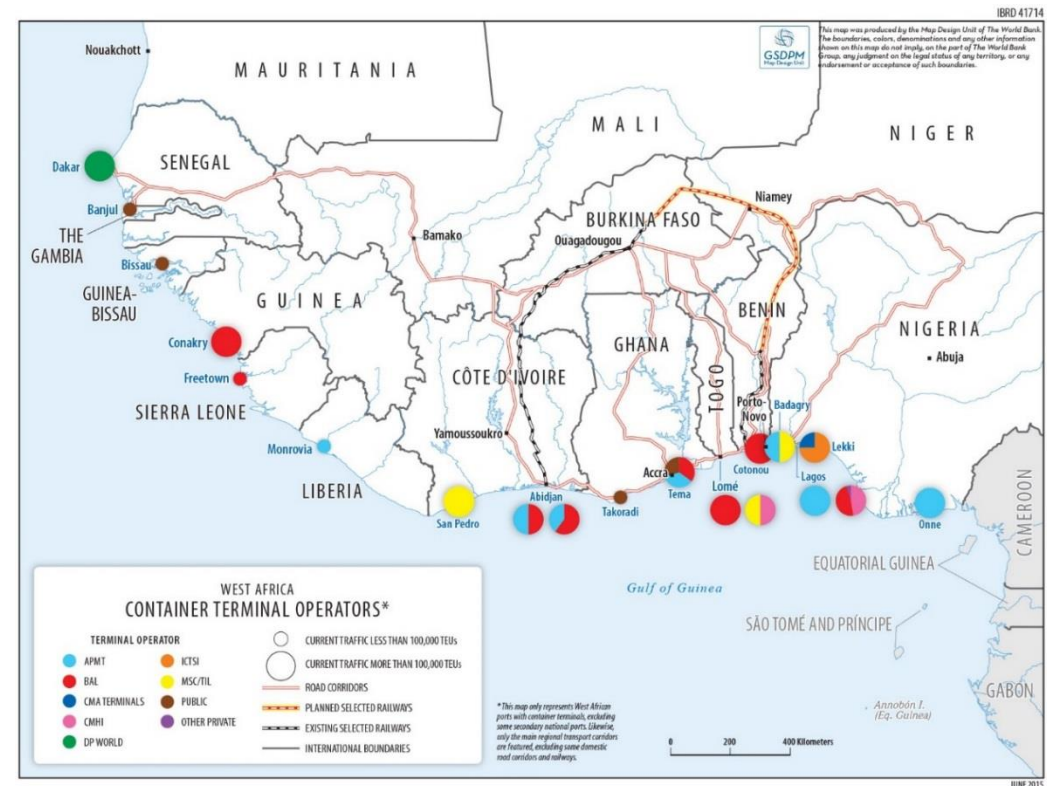 IBRD 41714
GSDPM
Map Design Unit
This map was produced by the Map Design Unit of The World Bank.
The boundaries, colors, denominations and any other information
shown on this map do not imply, on the part of The World Bank
Group, any judgment on the legal status of any territory, or any
endorsement or acceptance of such boundaries.
Nouakchott
MAURITANIA
MALI
NIGER
Dakar
SENEGAL
Banjul
THE
GAMBIA
Bamako
Niamey
BURKINA FASO
Ouagadougou
Bissau
GUINEA-
BISSAU
GUINEA
BENIN
NIGERIA
Conakry
GHANA
Abuja
Freetown
CÔTE D'IVOIRE
TOGO
SIERRA LEONE
Porto-
Novo
Badagry
Yamoussoukro
Monrovia
Lekki
Cotonou
Accra
Lagos
LIBERIA
Abidjan
Tema
Lomé
San Pedro
Takoradi
Onne
CAMEROON
EQUATORIAL GUINEA
Gulf of Guinea
SÃO TOMÉ AND PRÍNCIPE
GABON
Annobón I.
(Eq. Guinea)
WEST AFRICA
CONTAINER TERMINAL OPERATORS*
TERMINAL OPERATOR
APMT
BAL
CMA TERMINALS
CMHI
DP WORLD
ICTSI
MSC/TIL
PUBLIC
OTHER PRIVATE
CURRENT TRAFFIC LESS THAN 100,000 TEUs
CURRENT TRAFFIC MORE THAN 100,000 TEUs
ROAD CORRIDORS
PLANNED SELECTED RAILWAYS
EXISTING SELECTED RAILWAYS
INTERNATIONAL BOUNDARIES
*This map only represents West African
ports with container terminals, excluding
some secondary national ports. Likewise,
only the main regional transport corridors
are featured, excluding some domestic
road corridors and railways.
0 200 400 Kilometers
JUNE 2015